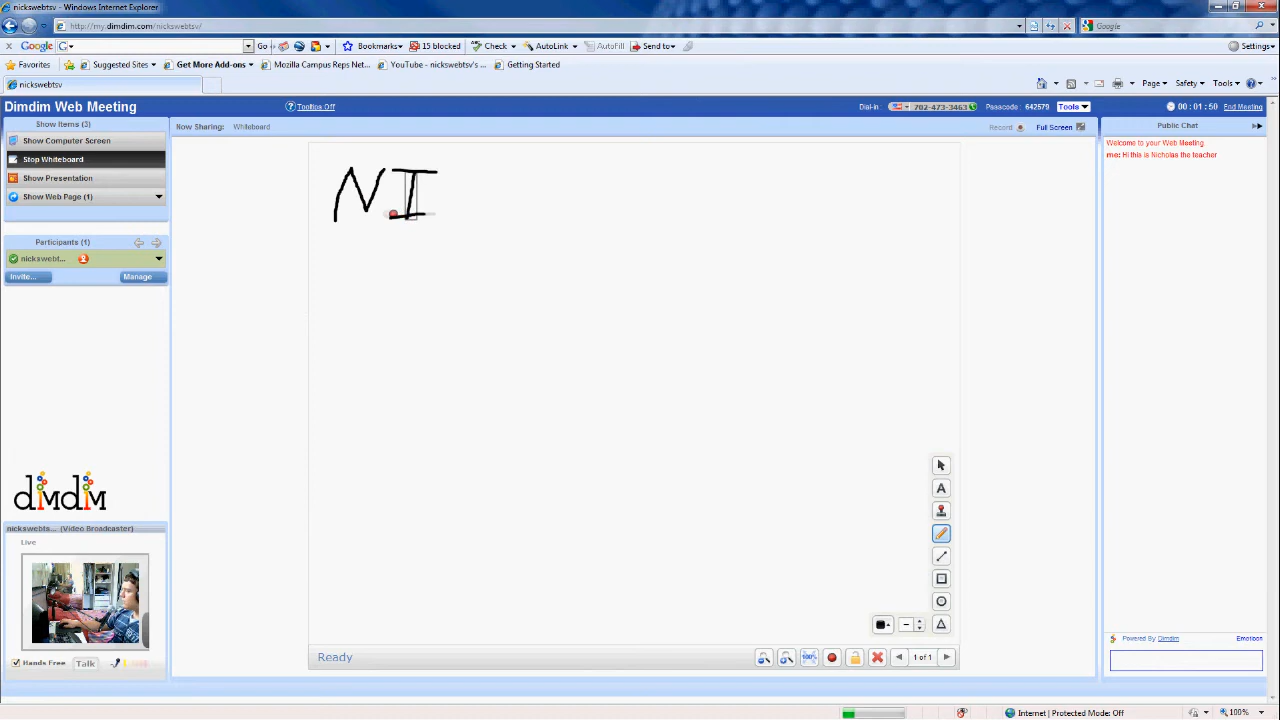 nickswebtsv - Windows Internet Explorer
http://my.dimdim.com/nickswebtsv/
Google
Google
Go
Bookmarks
15 blocked
Check
AutoLink
AutoFill
Send to
Settings
Favorites
Suggested Sites
Get More Add-ons
Mozilla Campus Reps Net...
YouTube - nickswebtsv's ...
Getting Started
nickswebtsv
Page
Safety
Tools
Dimdim Web Meeting
Tooltips Off
Dial-in
702-473-3463
Passcode: 642579
Tools
00 : 01 : 50
End Meeting
Show Items (3)
Now Sharing: Whiteboard
Record
Full Screen
Public Chat
Show Computer Screen
Stop Whiteboard
Show Presentation
Show Web Page (1)
Welcome to your Web Meeting
me: Hi this is Nicholas the teacher
NI
Participants (1)
nickswebt...
2
Invite...
Manage
dimdim
A
nickswebts... (Video Broadcaster)
Live
Hands Free
Talk
Ready
100%
1 of 1
Powered By Dimdim
Emoticon
Internet | Protected Mode: Off
100%